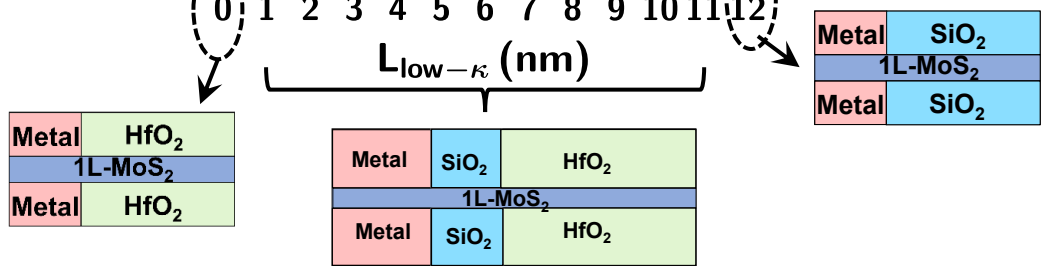 0 1 2 3 4 5 6 7 8 9 10 11 12
L_low−κ (nm)
Metal SiO₂
1L-MoS₂
Metal SiO₂
Metal HfO₂
1L-MoS₂
Metal HfO₂
Metal SiO₂ HfO₂
1L-MoS₂
Metal SiO₂ HfO₂